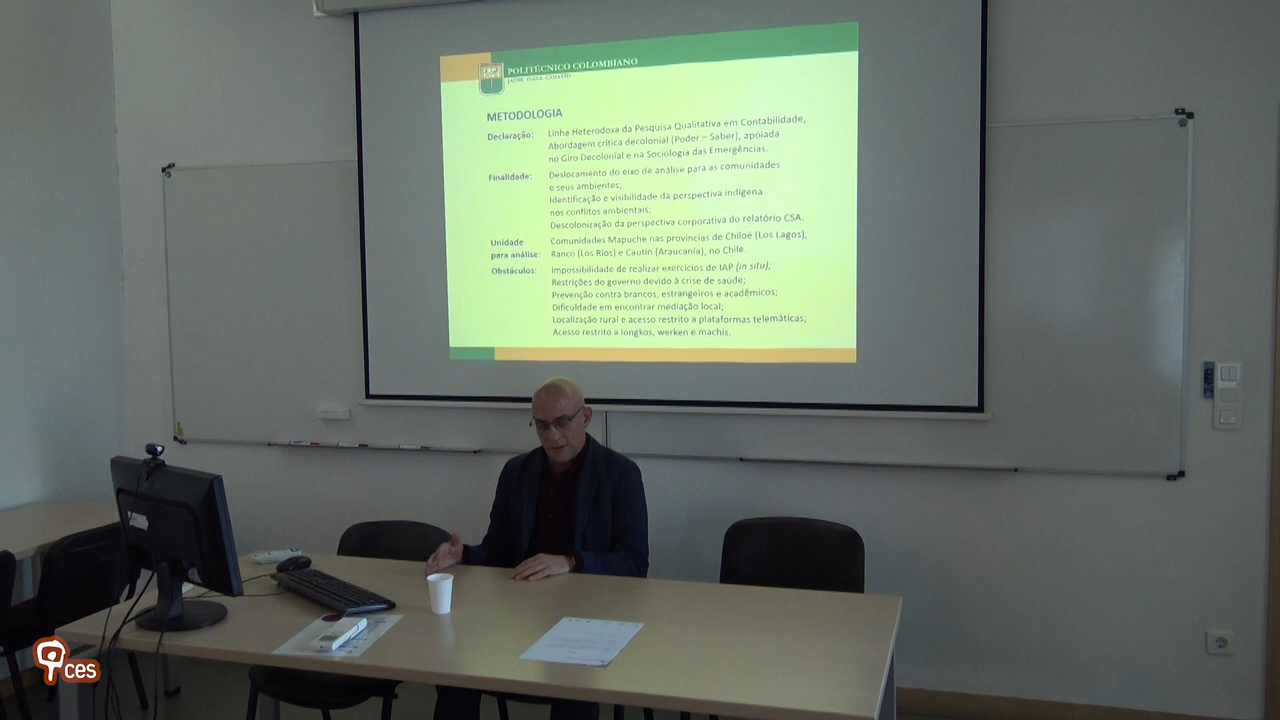 POLITÉCNICO COLOMBIANO
JAIME ISAZA CADAVID
METODOLOGIA
Declaração: Linha Heterodoxa da Pesquisa Qualitativa em Contabilidade,
Abordagem crítica decolonial (Poder – Saber), apoiada
no Giro Decolonial e na Sociologia das Emergências.
Finalidade: Deslocamento do eixo de análise para as comunidades
e seus ambientes;
Identificação e visibilidade da perspectiva indígena
nos conflitos ambientais;
Descolonização da perspectiva corporativa do relatório CSA.
Unidade
para análise: Comunidades Mapuche nas províncias de Chiloé (Los Lagos),
Ranco (Los Ríos) e Cautín (Araucanía), no Chile.
Obstáculos: Impossibilidade de realizar exercícios de IAP (in situ);
Restrições do governo devido à crise de saúde;
Prevenção contra brancos, estrangeiros e acadêmicos;
Dificuldade em encontrar mediação local;
Localização rural e acesso restrito a plataformas telemáticas;
Acesso restrito a longkos, werken e machis.
ces